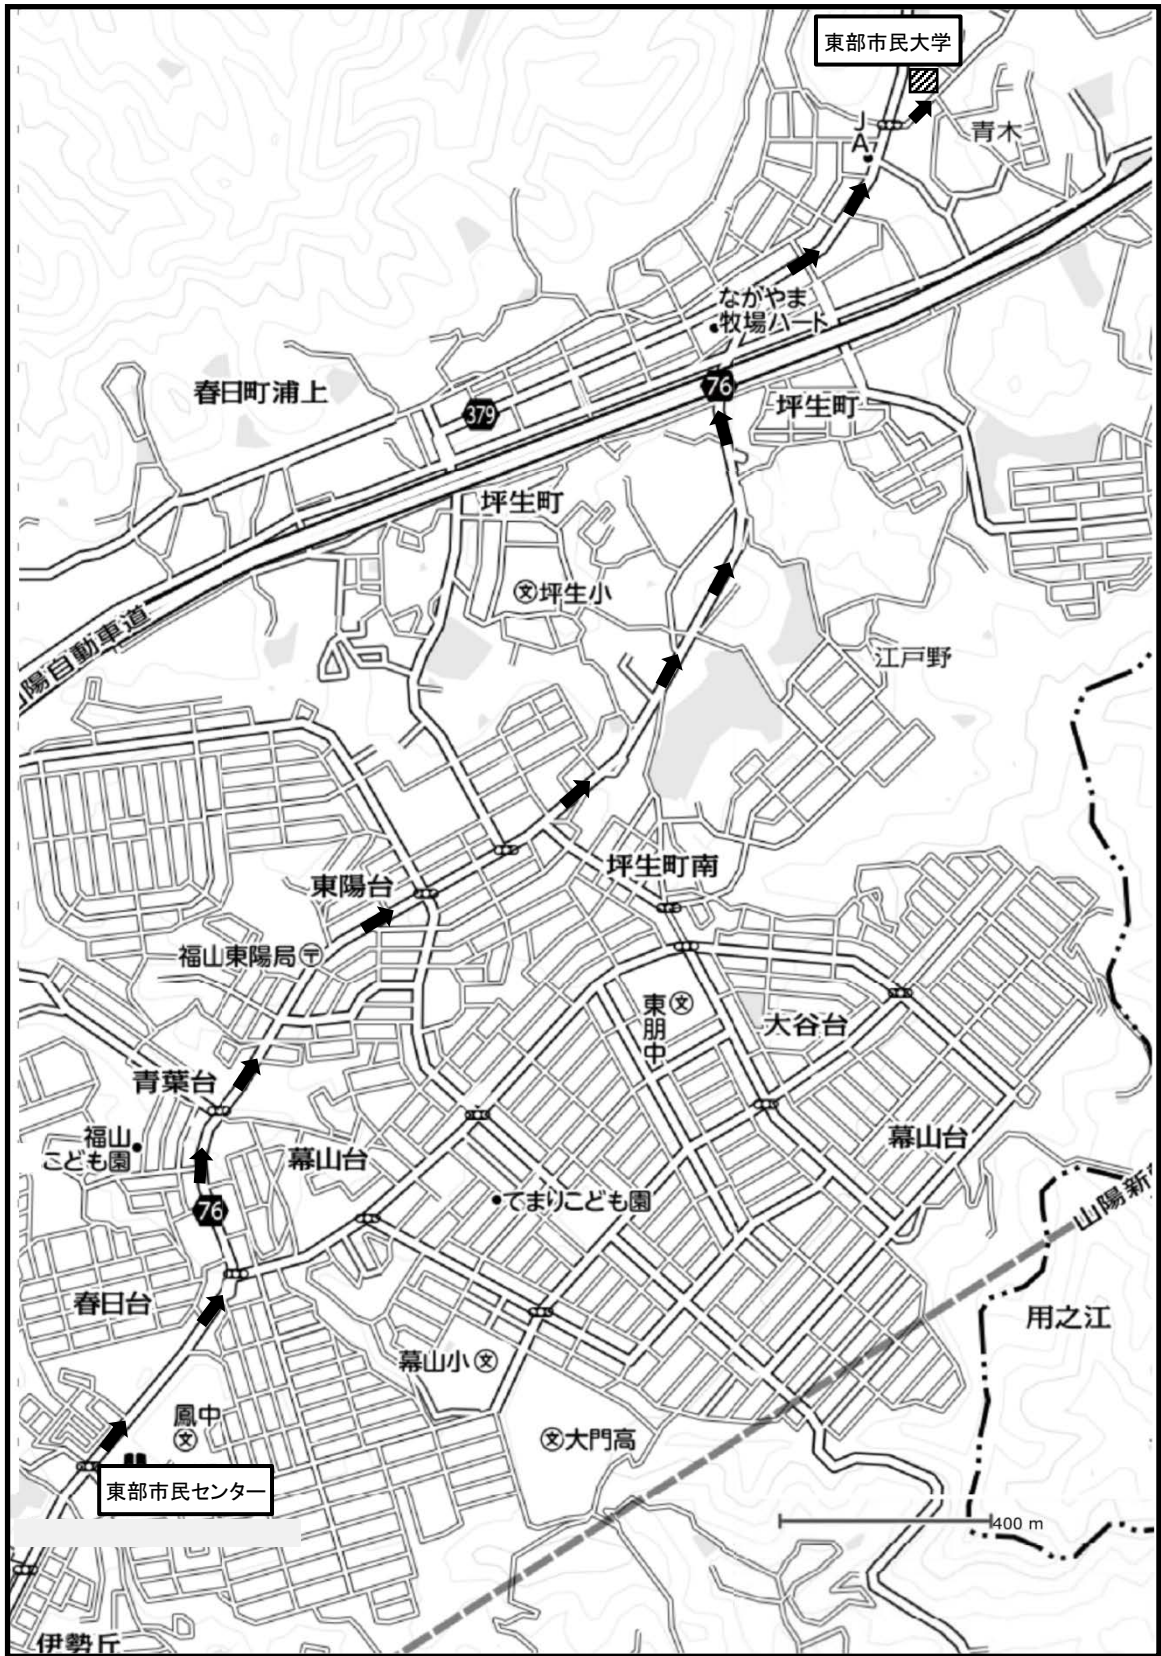 東部市民大学
J
A
青木
なかやま
牧場ハート
76
春日町浦上
379
坪生町
坪生町
坪生小
山陽自動車道
江戸野
坪生町南
東陽台
福山東陽局
東朋中
大谷台
青葉台
福山
こども園
幕山台
幕山台
76
てまりこども園
山陽新
春日台
用之江
幕山小
鳳中
大門高
東部市民センター
400 m
伊勢丘